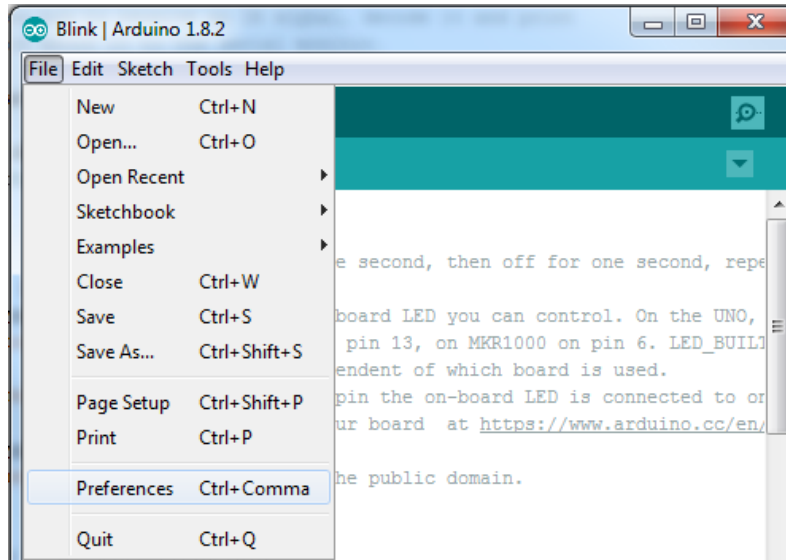 Blink | Arduino 1.8.2
File Edit Sketch Tools Help
New Ctrl+N
Open... Ctrl+O
Open Recent
Sketchbook
Examples
Close Ctrl+W
Save Ctrl+S
Save As... Ctrl+Shift+S
Page Setup Ctrl+Shift+P
Print Ctrl+P
Preferences Ctrl+Comma
Quit Ctrl+Q
e second, then off for one second, repe
board LED you can control. On the UNO,
pin 13, on MKR1000 on pin 6. LED_BUILT
endent of which board is used.
pin the on-board LED is connected to on
ur board at https://www.arduino.cc/en/
he public domain.